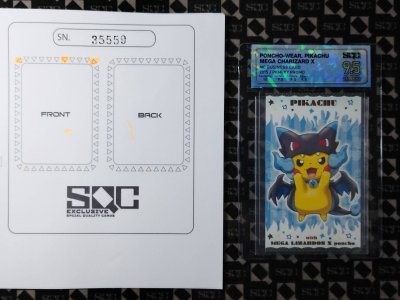 SN. 35559
FRONT
BACK
SQC
EXCLUSIVE
SPECIAL QUALITY CARDS
PONCHO-WEAR. PIKACHU
MEGA CHARIZARD X
SQC
9.5
PIKACHU
with
MEGA LIZARDON X poncho